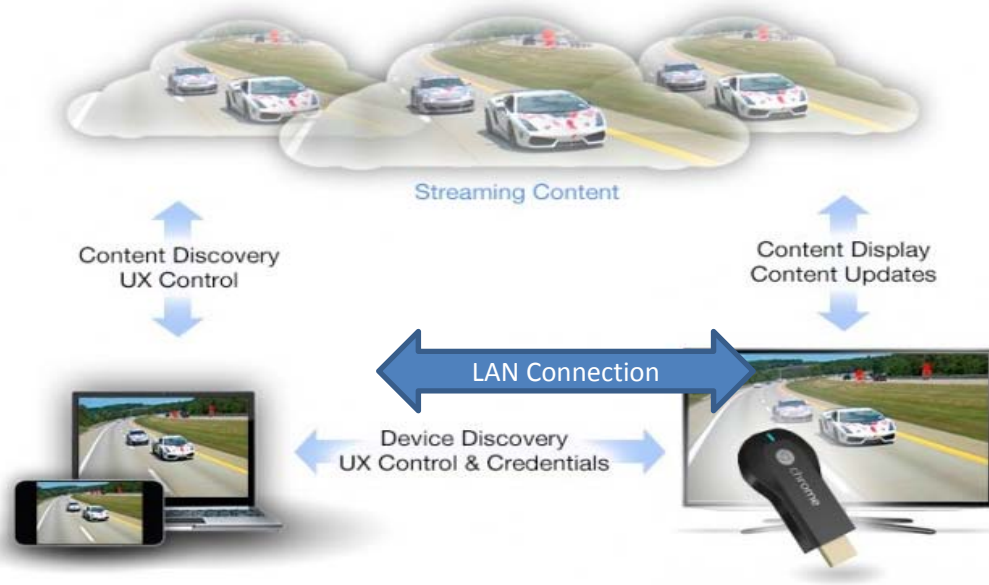 Streaming Content
Content Discovery
UX Control
Content Display
Content Updates
LAN Connection
Device Discovery
UX Control & Credentials
chrome